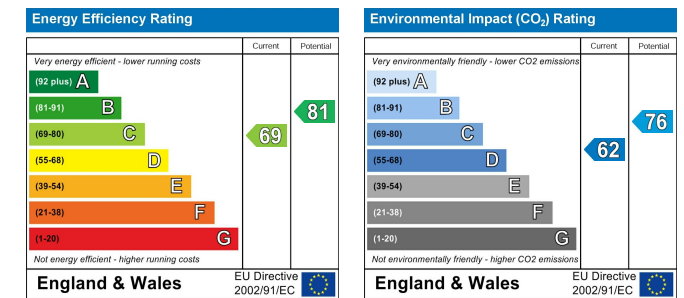 Energy Efficiency Rating
Current Potential
Very energy efficient - lower running costs
(92 plus) A
(81-91) B
(69-80) C
(55-68) D
(39-54) E
(21-38) F
(1-20) G
69
81
Not energy efficient - higher running costs
England & Wales
EU Directive
2002/91/EC
Environmental Impact (CO2) Rating
Current Potential
Very environmentally friendly - lower CO2 emissions
(92 plus) A
(81-91) B
(69-80) C
(55-68) D
(39-54) E
(21-38) F
(1-20) G
62
76
Not environmentally friendly - higher CO2 emissions
England & Wales
EU Directive
2002/91/EC